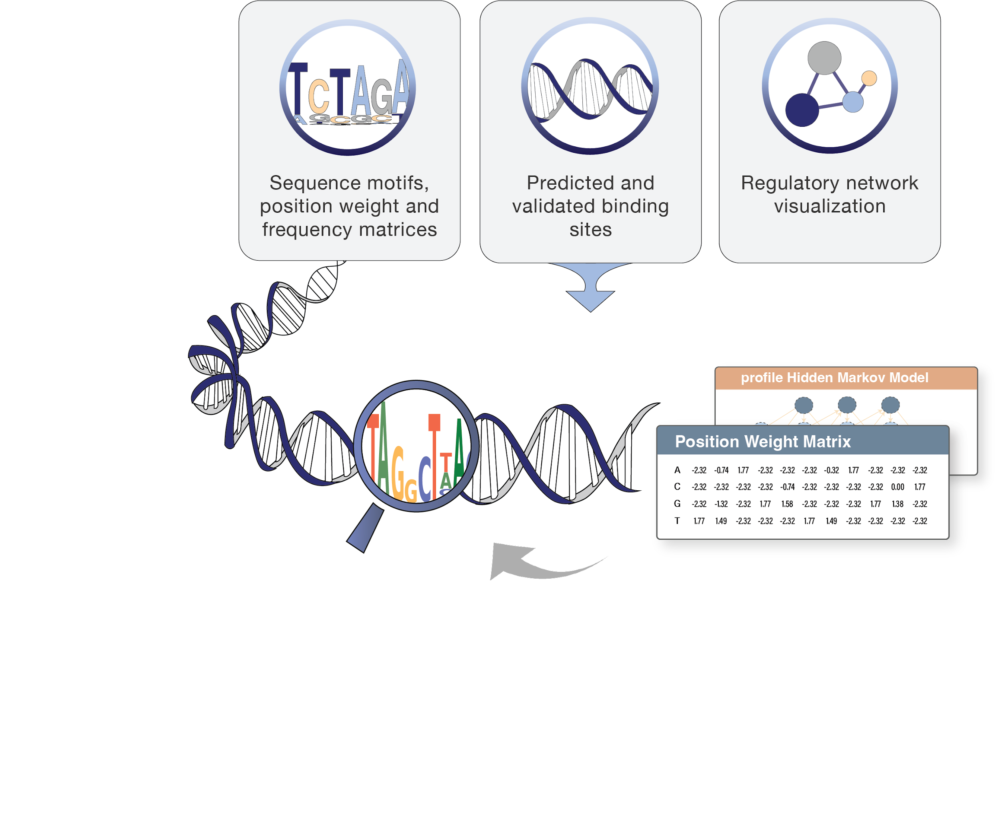 TCTAGA
A G C G C T
Sequence motifs,
position weight and
frequency matrices
Predicted and
validated binding
sites
Regulatory network
visualization
profile Hidden Markov Model
TAGGCTTA
A
C
Position Weight Matrix
A -2.32 -0.74 1.77 -2.32 -2.32 -2.32 -0.32 1.77 -2.32 -2.32 -2.32
C -2.32 -2.32 -2.32 -2.32 -0.74 -2.32 -2.32 -2.32 -2.32 0.00 1.77
G -2.32 -1.32 -2.32 1.77 1.58 -2.32 -2.32 -2.32 1.77 1.38 -2.32
T 1.77 1.49 -2.32 -2.32 -2.32 1.77 1.49 -2.32 -2.32 -2.32 -2.32